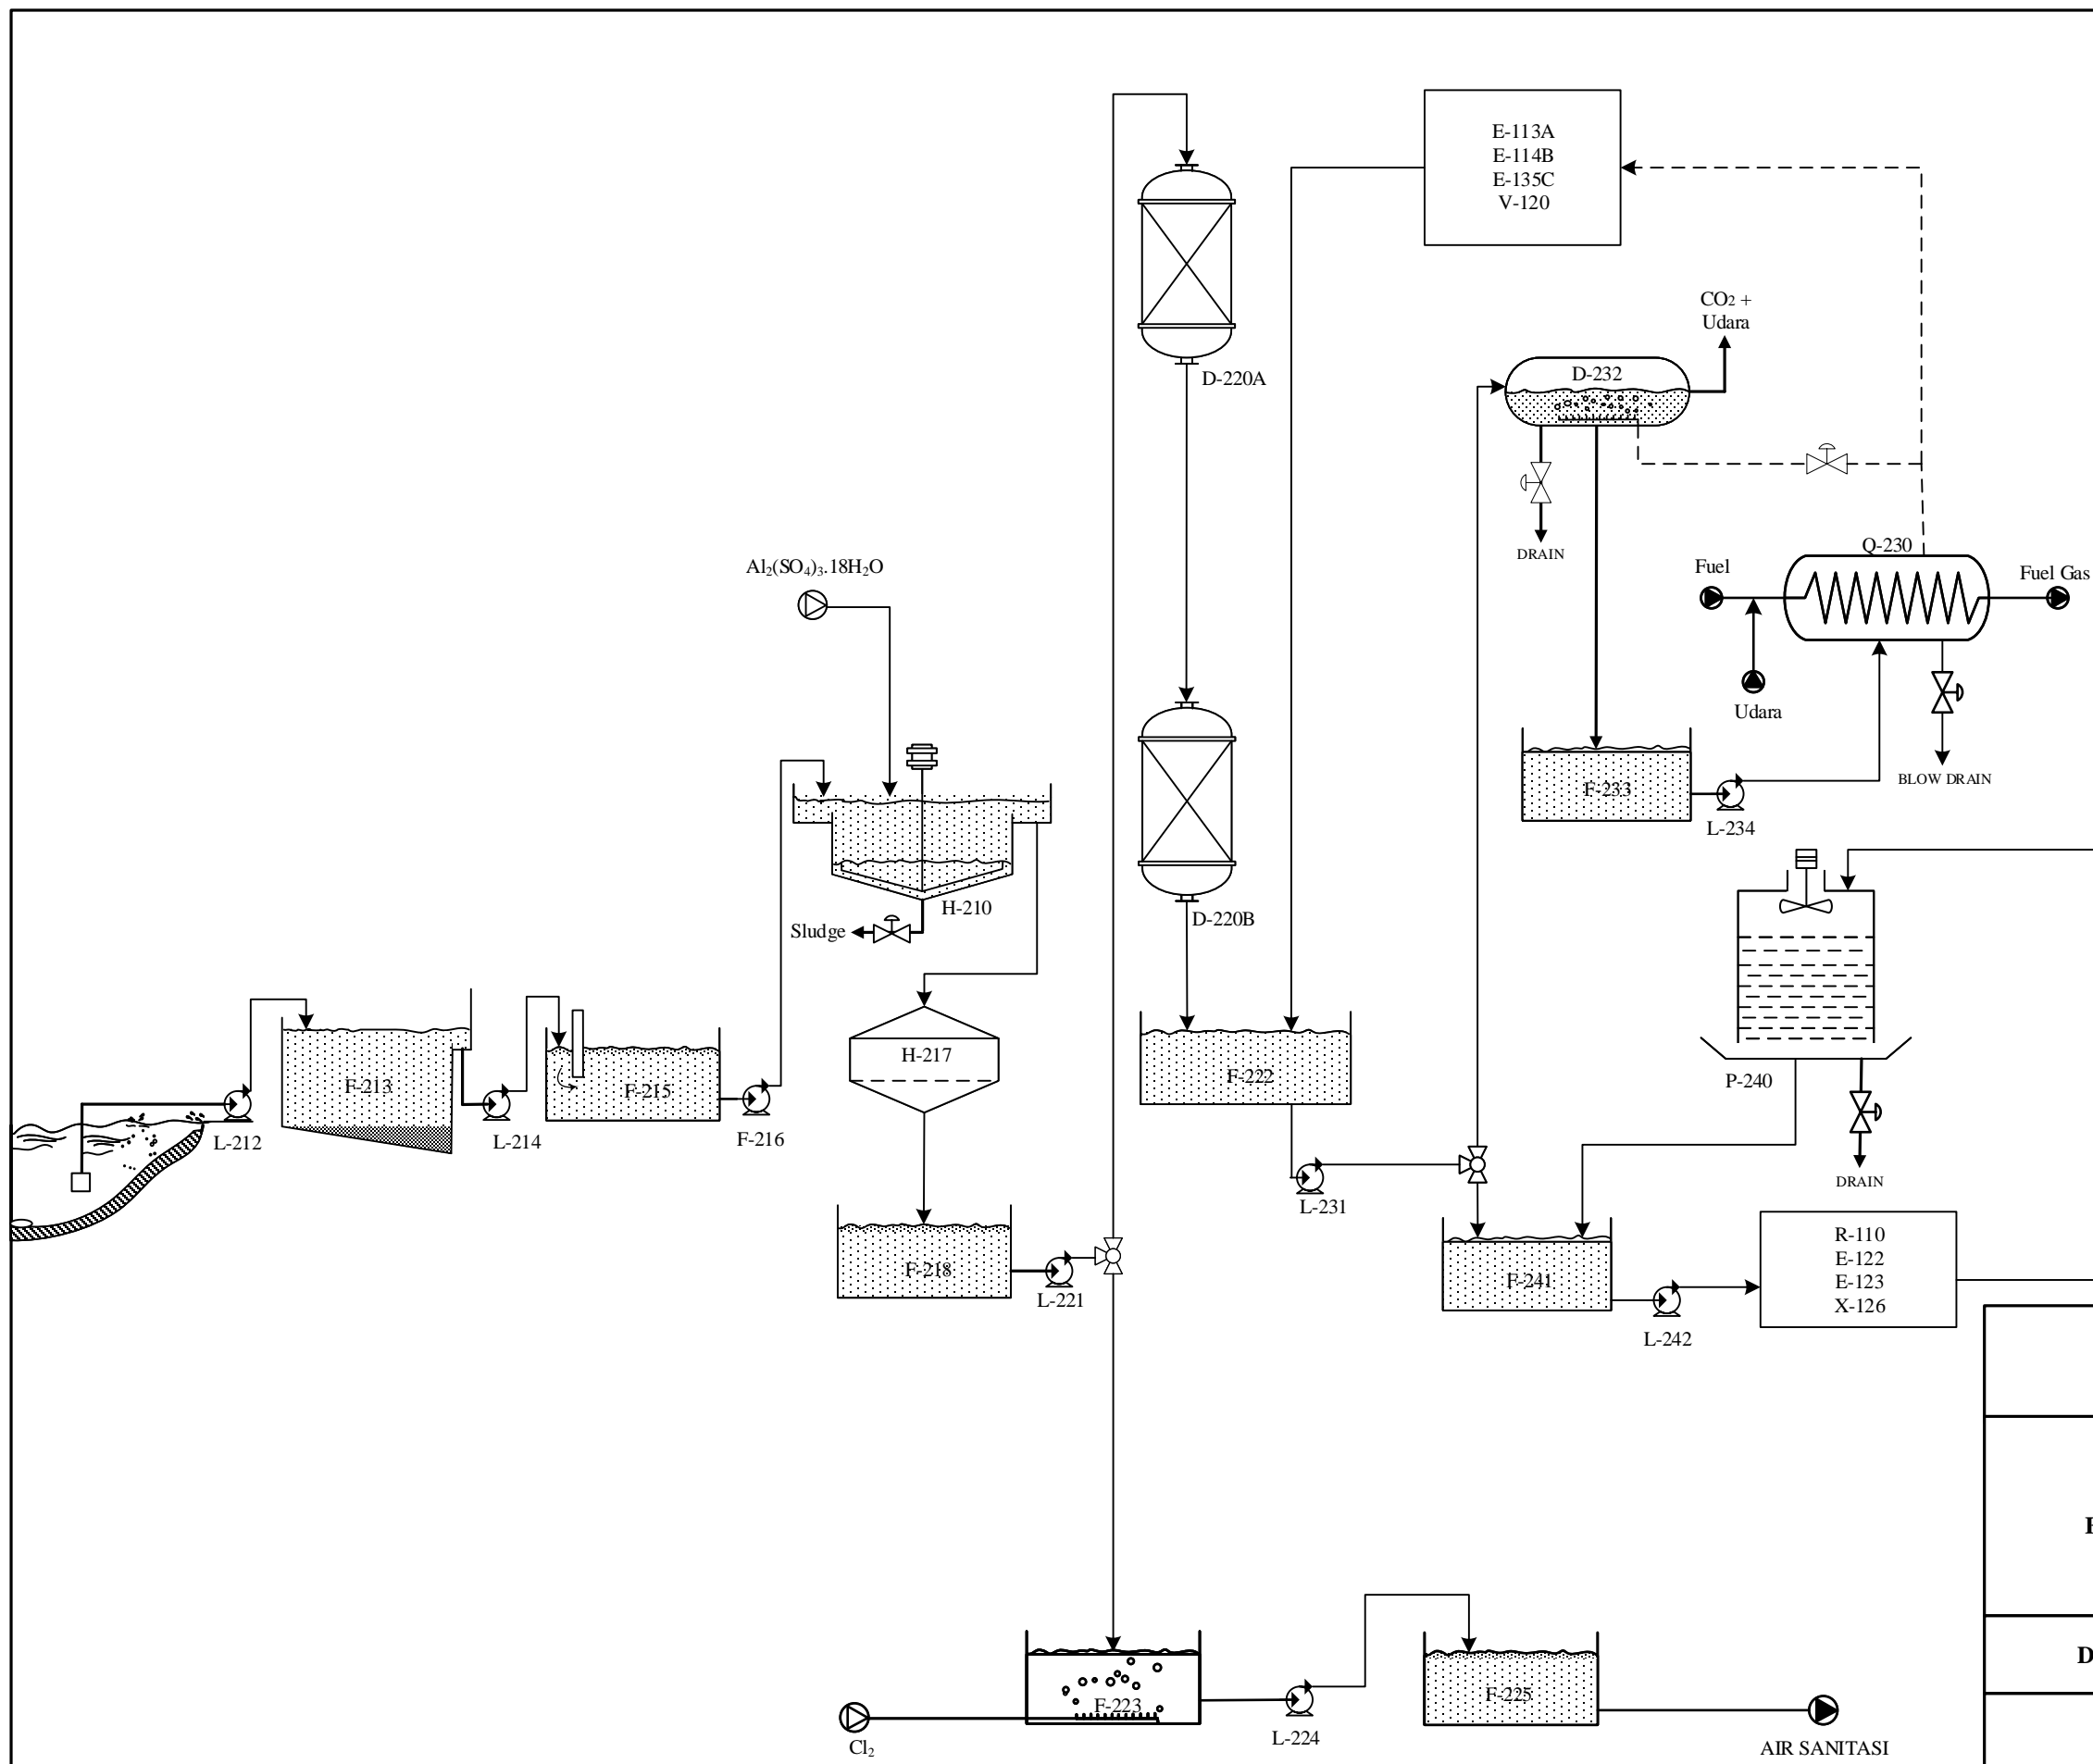 E-113A
E-114B
E-135C
V-120
CO₂ +
Udara
D-232
D-220A
DRAIN
Q-230
Fuel
Fuel Gas
Al₂(SO₄)₃.18H₂O
Udara
BLOW DRAIN
F-233
L-234
H-210
D-220B
Sludge
H-217
F-213
F-215
F-222
P-240
L-212
L-214
F-216
DRAIN
L-231
R-110
E-122
E-123
X-126
F-218
F-241
L-221
L-242
D
F-223
F-225
L-224
Cl₂
AIR SANITASI